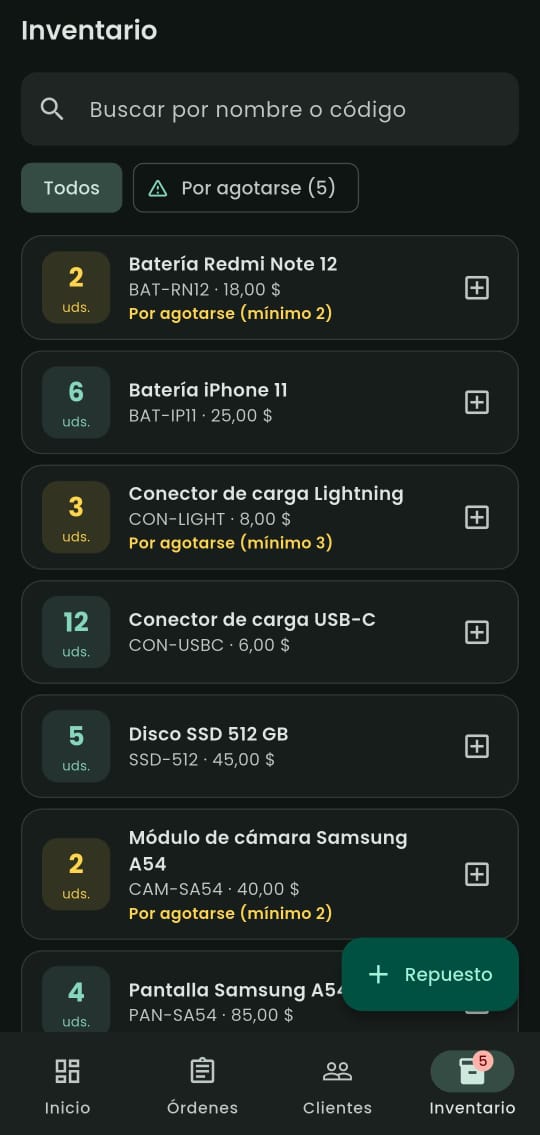 Inventario
Buscar por nombre o código
Todos
Por agotarse (5)
2
uds.
Batería Redmi Note 12
BAT-RN12 · 18,00 $
Por agotarse (mínimo 2)
6
uds.
Batería iPhone 11
BAT-IP11 · 25,00 $
3
uds.
Conector de carga Lightning
CON-LIGHT · 8,00 $
Por agotarse (mínimo 3)
12
uds.
Conector de carga USB-C
CON-USBC · 6,00 $
5
uds.
Disco SSD 512 GB
SSD-512 · 45,00 $
2
uds.
Módulo de cámara Samsung
A54
CAM-SA54 · 40,00 $
Por agotarse (mínimo 2)
4
uds.
Pantalla Samsung A54
PAN-SA54 · 85,00 $
Repuesto
Inicio
Órdenes
Clientes
5
Inventario